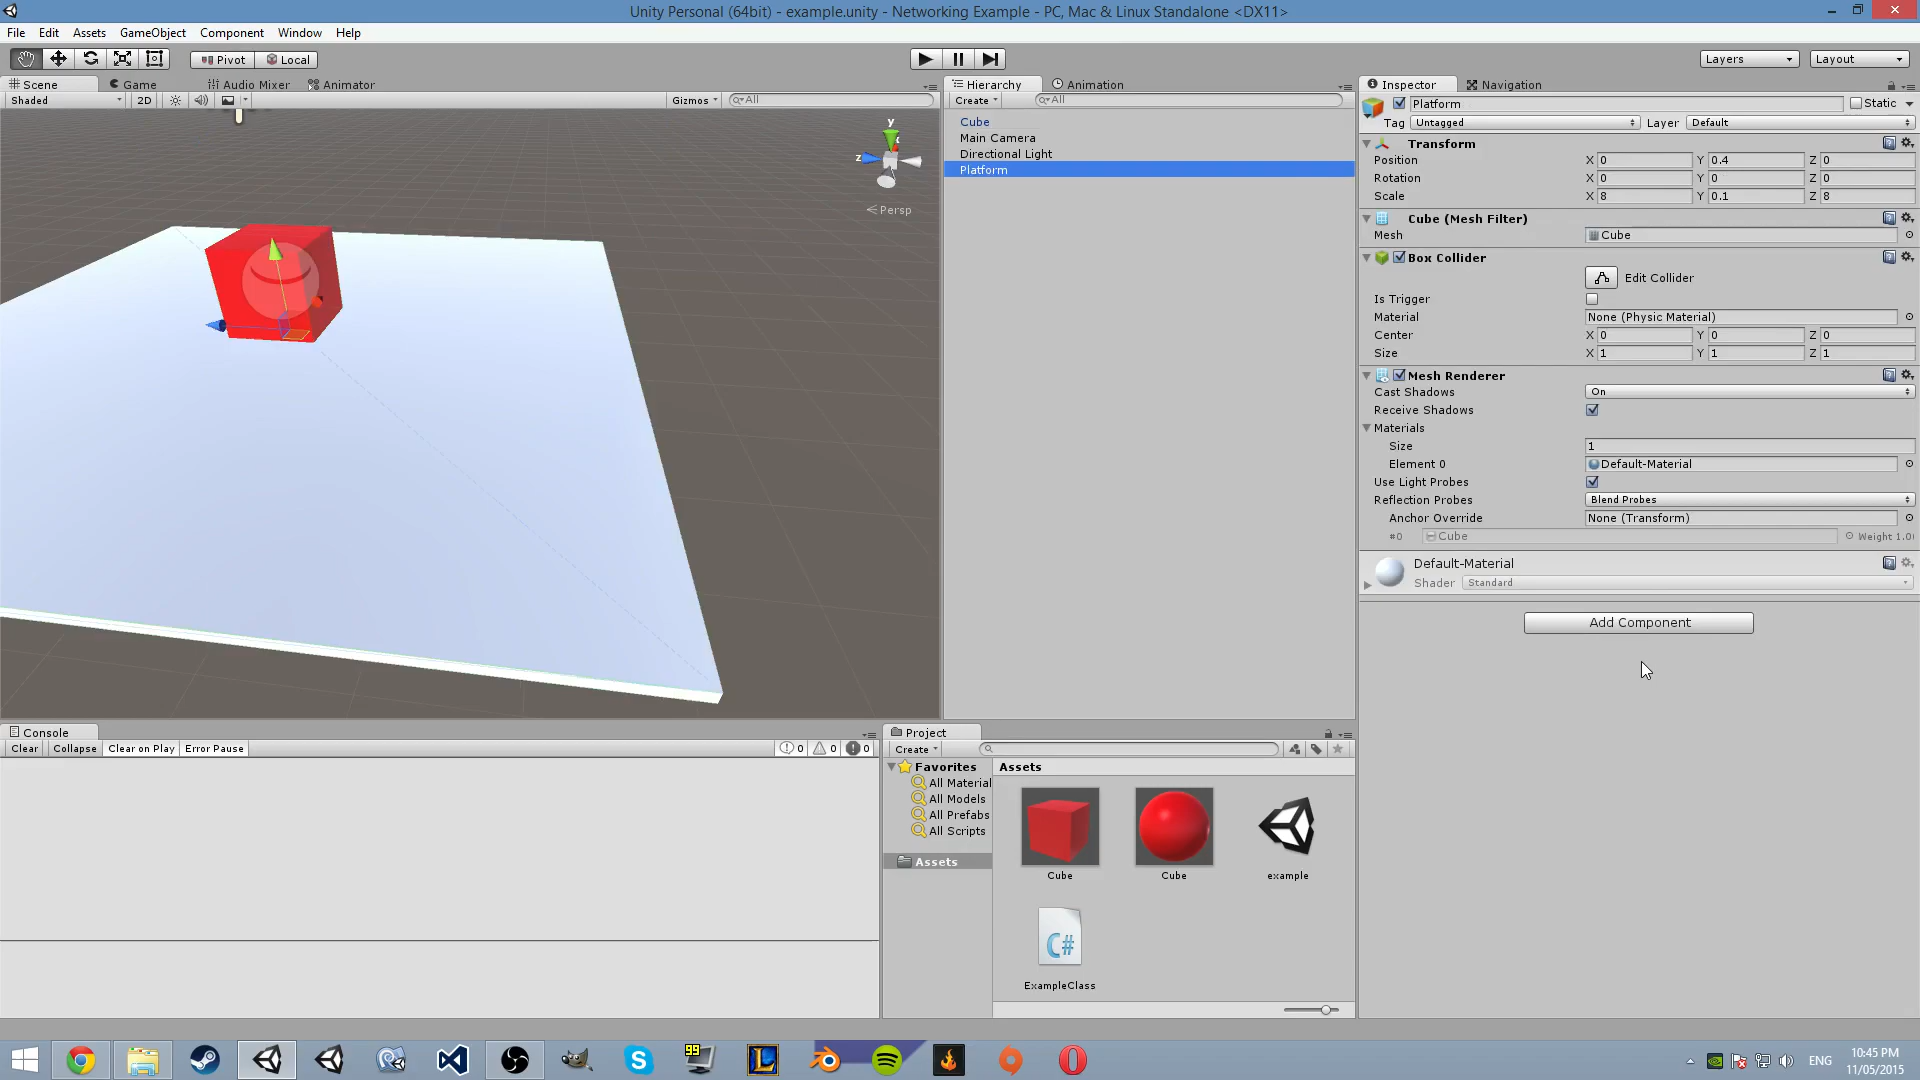 Unity Personal (64bit) - example.unity - Networking Example - PC, Mac & Linux Standalone <DX11>
File Edit Assets GameObject Component Window Help
Pivot Local Layers Layout
Scene Game Audio Mixer Animator
Shaded 2D Gizmos All
y
z
Persp
Hierarchy Animation
Create All
Cube
Main Camera
Directional Light
Platform
Inspector Navigation
Platform Static
Tag Untagged Layer Default
Transform
Position X 0 Y 0.4 Z 0
Rotation X 0 Y 0 Z 0
Scale X 8 Y 0.1 Z 8
Cube (Mesh Filter)
Mesh Cube
Box Collider
Edit Collider
Is Trigger
Material None (Physic Material)
Center X 0 Y 0 Z 0
Size X 1 Y 1 Z 1
Mesh Renderer
Cast Shadows On
Receive Shadows
Materials
Size 1
Element 0 Default-Material
Use Light Probes
Reflection Probes Blend Probes
Anchor Override None (Transform)
#0 Cube Weight 1.0
Default-Material
Shader Standard
Add Component
Console
Clear Collapse Clear on Play Error Pause 0 0 0
Project
Create
Favorites
All Material
All Models
All Prefabs
All Scripts
Assets
Assets
Cube
Cube
example
C#
ExampleClass
99
ENG
10:45 PM
11/05/2015